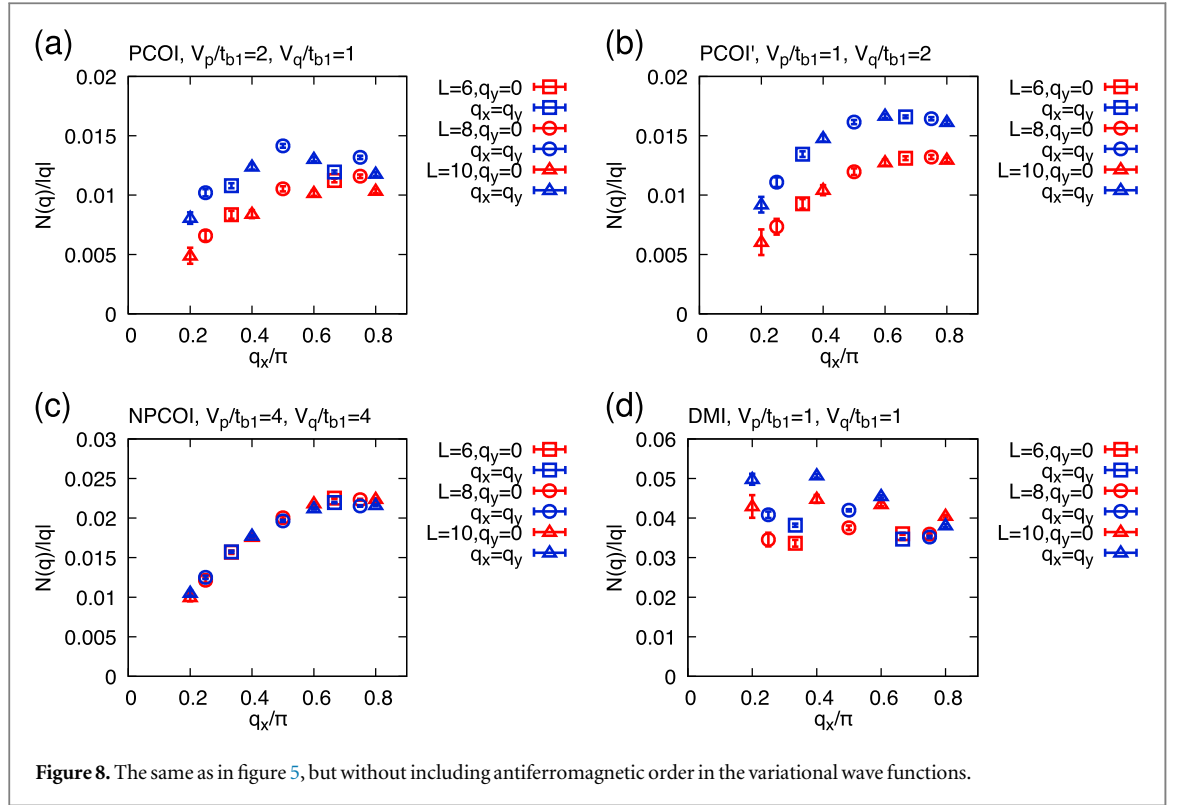 (a)
PCOI, V_p/t_b1=2, V_q/t_b1=1
0.02
0.015
0.01
0.005
0
N(q)/|q|
0 0.2 0.4 0.6 0.8
q_x/π
L=6,q_y=0
q_x=q_y
L=8,q_y=0
q_x=q_y
L=10,q_y=0
q_x=q_y
(b)
PCOI', V_p/t_b1=1, V_q/t_b1=2
0.02
0.015
0.01
0.005
0
N(q)/|q|
0 0.2 0.4 0.6 0.8
q_x/π
L=6,q_y=0
q_x=q_y
L=8,q_y=0
q_x=q_y
L=10,q_y=0
q_x=q_y
(c)
NPCOI, V_p/t_b1=4, V_q/t_b1=4
0.03
0.025
0.02
0.015
0.01
0.005
0
N(q)/|q|
0 0.2 0.4 0.6 0.8
q_x/π
L=6,q_y=0
q_x=q_y
L=8,q_y=0
q_x=q_y
L=10,q_y=0
q_x=q_y
(d)
DMI, V_p/t_b1=1, V_q/t_b1=1
0.06
0.05
0.04
0.03
0.02
0.01
0
N(q)/|q|
0 0.2 0.4 0.6 0.8
q_x/π
L=6,q_y=0
q_x=q_y
L=8,q_y=0
q_x=q_y
L=10,q_y=0
q_x=q_y
Figure 8. The same as in figure 5, but without including antiferromagnetic order in the variational wave functions.